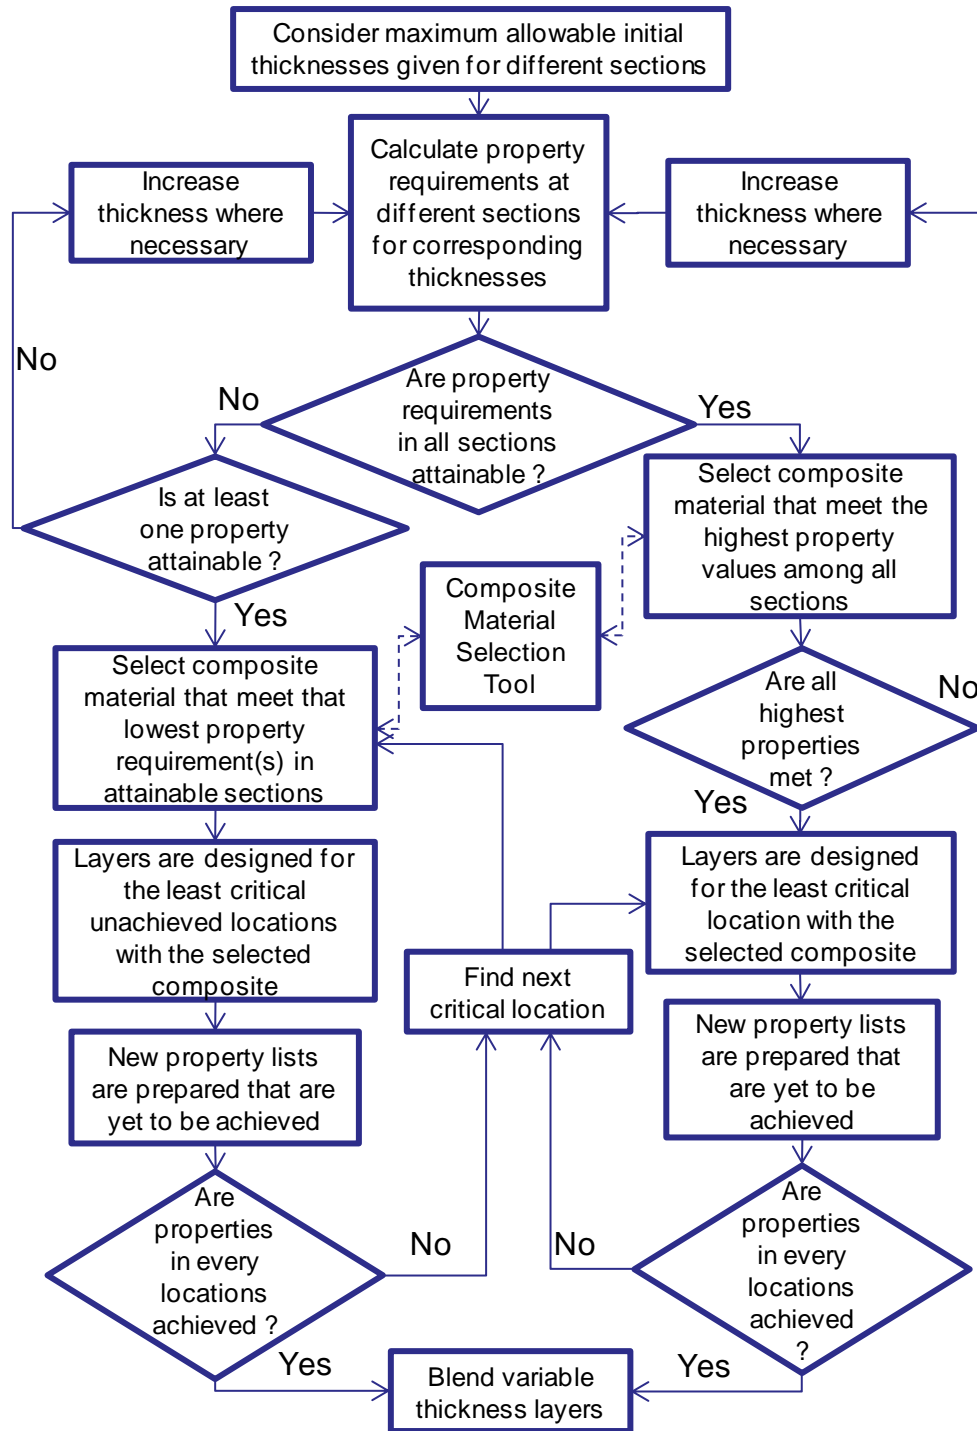 Consider maximum allowable initial
thicknesses given for different sections
Calculate property
requirements at
different sections
for corresponding
thicknesses
Increase
thickness where
necessary
Increase
thickness where
necessary
No
Are property
requirements
in all sections
attainable ?
No
Yes
Is at least
one property
attainable ?
Select composite
material that meet the
highest property
values among all
sections
Composite
Material
Selection
Tool
Yes
Select composite
material that meet that
lowest property
requirement(s) in
attainable sections
Are all
highest
properties
met ?
No
Yes
Layers are designed for
the least critical
unachieved locations
with the selected
composite
Layers are designed
for the least critical
location with the
selected composite
Find next
critical location
New property lists
are prepared that are
yet to be achieved
New property lists
are prepared that
are yet to be
achieved
Are
properties
in every
locations
achieved ?
No
No
Are
properties
in every
locations
achieved
?
Yes
Yes
Blend variable
thickness layers